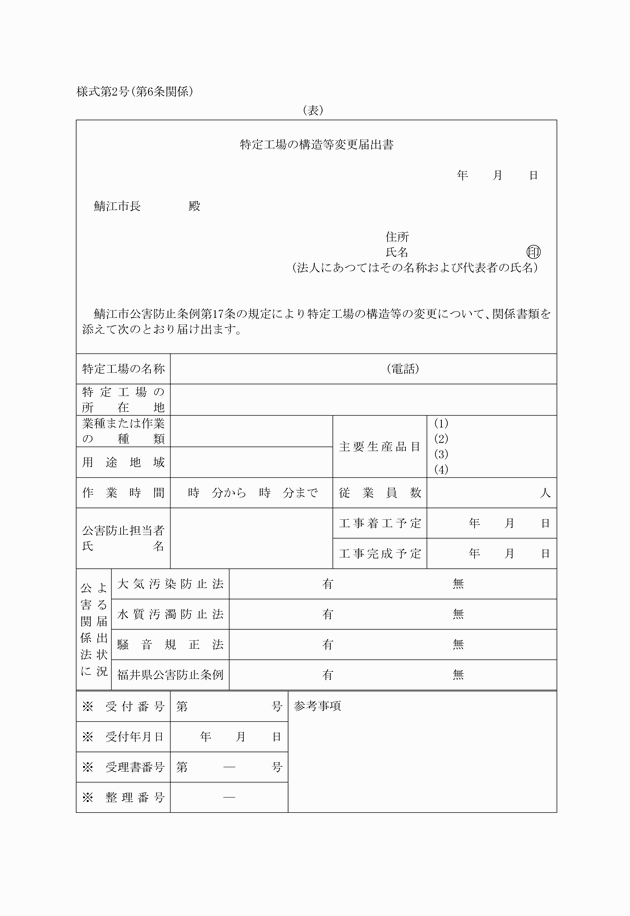 様式第2号(第6条関係)
(表)
特定工場の構造等変更届出書
年　月　日
鯖江市長　　　殿
住所
氏名　㊞
(法人にあつてはその名称および代表者の氏名)
鯖江市公害防止条例第17条の規定により特定工場の構造等の変更について、関係書類を
添えて次のとおり届け出ます。
特定工場の名称　(電話)
特定工場の
所在地
業種または作業
の種類
主要生産品目
(1)
(2)
(3)
(4)
用途地域
作業時間　時　分から　時　分まで　従業員数　人
公害防止担当者
氏名
工事着工予定　年　月　日
工事完成予定　年　月　日
公害関係法に
よる届出状況
大気汚染防止法　有　無
水質汚濁防止法　有　無
騒音規正法　有　無
福井県公害防止条例　有　無
※　受付番号　第　号　参考事項
※　受付年月日　年　月　日
※　受理書番号　第　―　号
※　整理番号　―